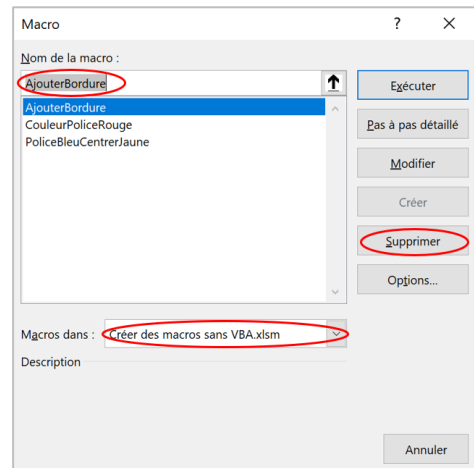 Macro ? ×
Nom de la macro :
AjouterBordure
AjouterBordure
CouleurPoliceRouge
PoliceBleuCentrerJaune
Exécuter
Pas à pas détaillé
Modifier
Créer
Supprimer
Options...
Macros dans : Créer des macros sans VBA.xlsm
Description
Annuler